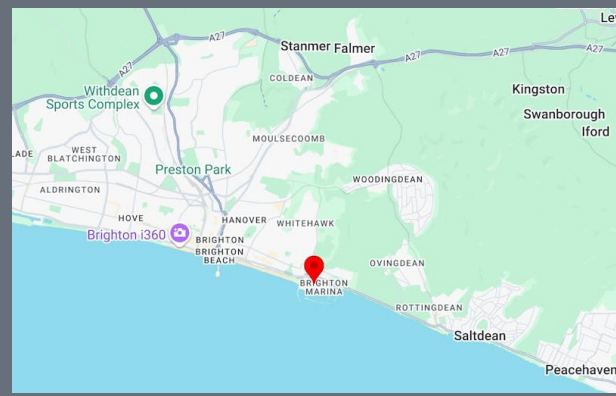 Le
A27
Stanmer
Falmer
A27
A27
COLDEAN
Withdean
Sports Complex
Kingston
Swanborough
Iford
MOULSECOOMB
LADE
WEST
BLATCHINGTON
Preston Park
WOODINGDEAN
ALDRINGTON
HOVE
HANOVER
WHITEHAWK
Brighton i360
BRIGHTON
BRIGHTON
BEACH
OVINGDEAN
BRIGHTON
MARINA
ROTTINGDEAN
Saltdean
Peacehaven